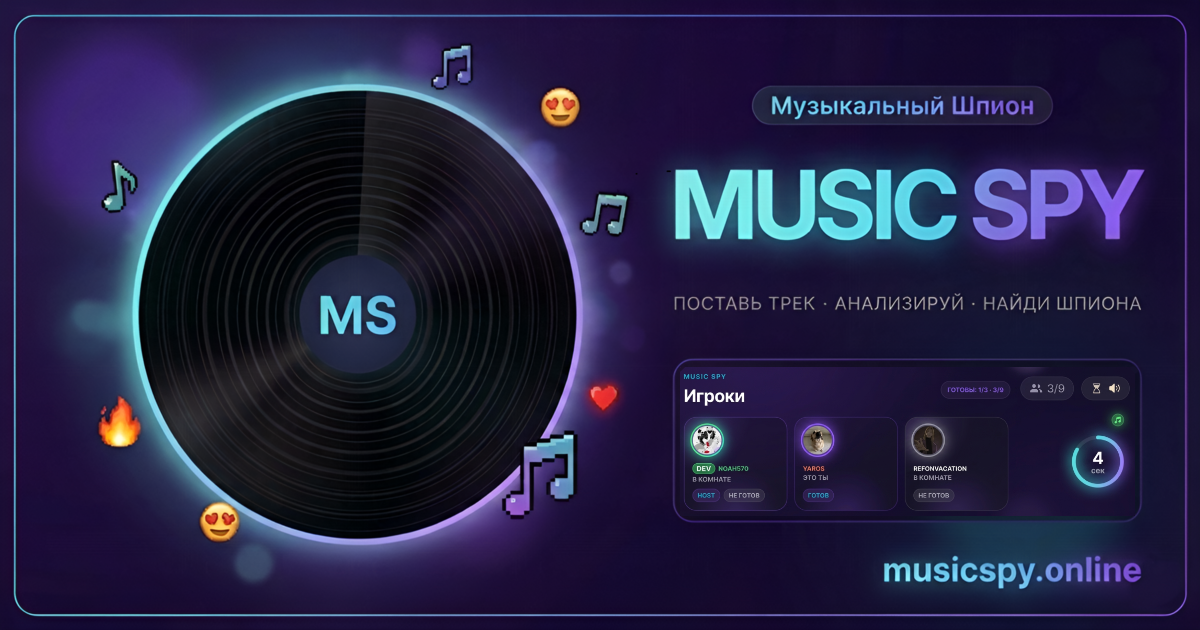 MS
Музыкальный Шпион
MUSIC SPY
ПОСТАВЬ ТРЕК · АНАЛИЗИРУЙ · НАЙДИ ШПИОНА
MUSIC SPY
Игроки
ГОТОВЫ: 1/3 · 3/9
3/9
DEV NOAH570
В КОМНАТЕ
HOST НЕ ГОТОВ
YAROS
ЭТО ТЫ
ГОТОВ
REFONVACATION
В КОМНАТЕ
НЕ ГОТОВ
4
сек
musicspy.online